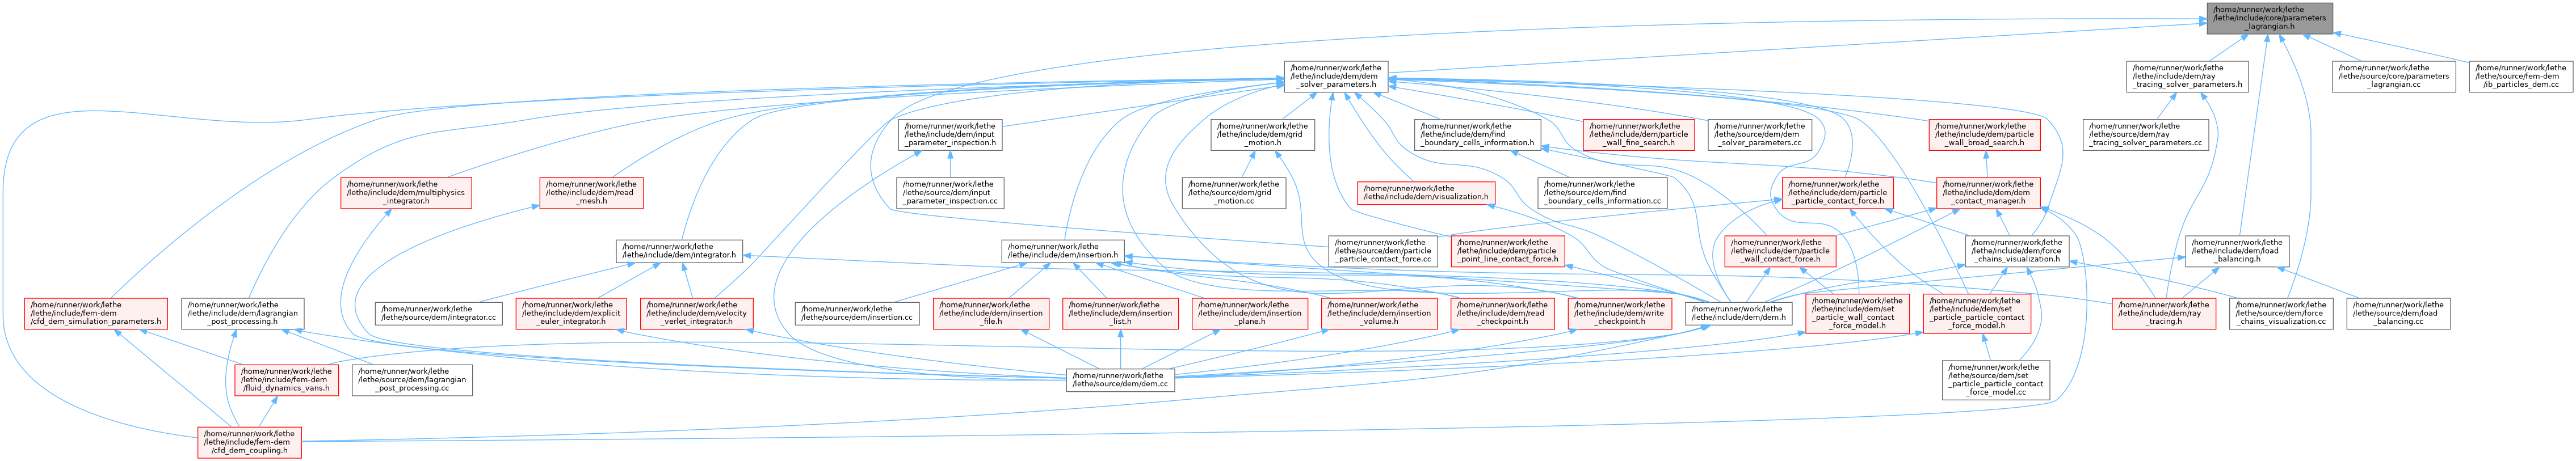 /home/runner/work/lethe
/lethe/include/core/parameters
_lagrangian.h
/home/runner/work/lethe
/lethe/include/dem/dem
_solver_parameters.h
/home/runner/work/lethe
/lethe/include/dem/ray
_tracing_solver_parameters.h
/home/runner/work/lethe
/lethe/source/core/parameters
_lagrangian.cc
/home/runner/work/lethe
/lethe/source/fem-dem
/ib_particles_dem.cc
/home/runner/work/lethe
/lethe/include/dem/input
_parameter_inspection.h
/home/runner/work/lethe
/lethe/include/dem/grid
_motion.h
/home/runner/work/lethe
/lethe/include/dem/find
_boundary_cells_information.h
/home/runner/work/lethe
/lethe/include/dem/particle
_wall_fine_search.h
/home/runner/work/lethe
/lethe/source/dem/dem
_solver_parameters.cc
/home/runner/work/lethe
/lethe/include/dem/particle
_wall_broad_search.h
/home/runner/work/lethe
/lethe/source/dem/ray
_tracing_solver_parameters.cc
/home/runner/work/lethe
/lethe/include/dem/multiphysics
_integrator.h
/home/runner/work/lethe
/lethe/include/dem/read
_mesh.h
/home/runner/work/lethe
/lethe/source/dem/input
_parameter_inspection.cc
/home/runner/work/lethe
/lethe/source/dem/grid
_motion.cc
/home/runner/work/lethe
/lethe/include/dem/visualization.h
/home/runner/work/lethe
/lethe/source/dem/find
_boundary_cells_information.cc
/home/runner/work/lethe
/lethe/include/dem/particle
_particle_contact_force.h
/home/runner/work/lethe
/lethe/include/dem/dem
_contact_manager.h
/home/runner/work/lethe
/lethe/include/dem/integrator.h
/home/runner/work/lethe
/lethe/include/dem/insertion.h
/home/runner/work/lethe
/lethe/source/dem/particle
_particle_contact_force.cc
/home/runner/work/lethe
/lethe/include/dem/particle
_point_line_contact_force.h
/home/runner/work/lethe
/lethe/include/dem/particle
_wall_contact_force.h
/home/runner/work/lethe
/lethe/include/dem/force
_chains_visualization.h
/home/runner/work/lethe
/lethe/include/dem/load
_balancing.h
/home/runner/work/lethe
/lethe/include/fem-dem
/cfd_dem_simulation_parameters.h
/home/runner/work/lethe
/lethe/include/dem/lagrangian
_post_processing.h
/home/runner/work/lethe
/lethe/source/dem/integrator.cc
/home/runner/work/lethe
/lethe/include/dem/explicit
_euler_integrator.h
/home/runner/work/lethe
/lethe/include/dem/velocity
_verlet_integrator.h
/home/runner/work/lethe
/lethe/source/dem/insertion.cc
/home/runner/work/lethe
/lethe/include/dem/insertion
_file.h
/home/runner/work/lethe
/lethe/include/dem/insertion
_list.h
/home/runner/work/lethe
/lethe/include/dem/insertion
_plane.h
/home/runner/work/lethe
/lethe/include/dem/insertion
_volume.h
/home/runner/work/lethe
/lethe/include/dem/read
_checkpoint.h
/home/runner/work/lethe
/lethe/include/dem/write
_checkpoint.h
/home/runner/work/lethe
/lethe/include/dem/dem.h
/home/runner/work/lethe
/lethe/include/dem/set
_particle_wall_contact
_force_model.h
/home/runner/work/lethe
/lethe/include/dem/set
_particle_particle_contact
_force_model.h
/home/runner/work/lethe
/lethe/include/dem/ray
_tracing.h
/home/runner/work/lethe
/lethe/source/dem/force
_chains_visualization.cc
/home/runner/work/lethe
/lethe/source/dem/load
_balancing.cc
/home/runner/work/lethe
/lethe/include/fem-dem
/fluid_dynamics_vans.h
/home/runner/work/lethe
/lethe/source/dem/lagrangian
_post_processing.cc
/home/runner/work/lethe
/lethe/source/dem/dem.cc
/home/runner/work/lethe
/lethe/source/dem/set
_particle_particle_contact
_force_model.cc
/home/runner/work/lethe
/lethe/include/fem-dem
/cfd_dem_coupling.h